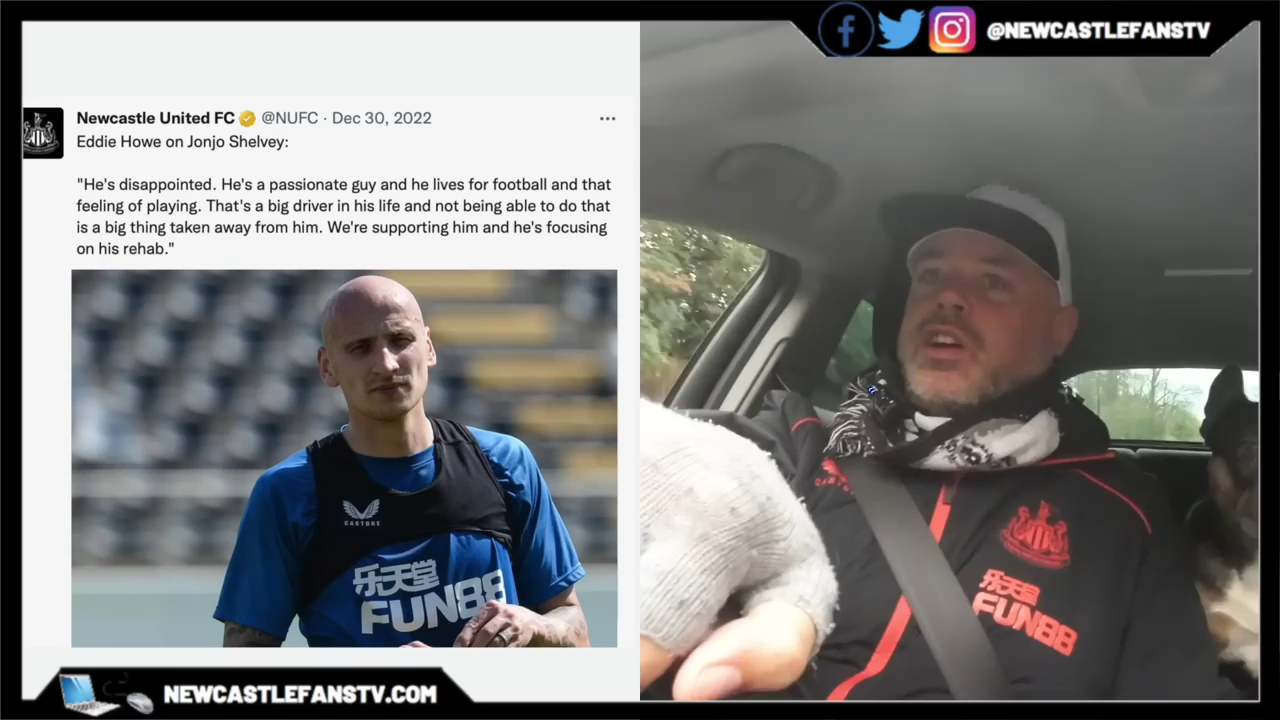 @NEWCASTLEFANSTV
Newcastle United FC @NUFC · Dec 30, 2022
Eddie Howe on Jonjo Shelvey:
"He's disappointed. He's a passionate guy and he lives for football and that
feeling of playing. That's a big driver in his life and not being able to do that
is a big thing taken away from him. We're supporting him and he's focusing
on his rehab."
CASTORE
乐天堂
FUN88
乐天堂
FUN88
NEWCASTLEFANSTV.COM